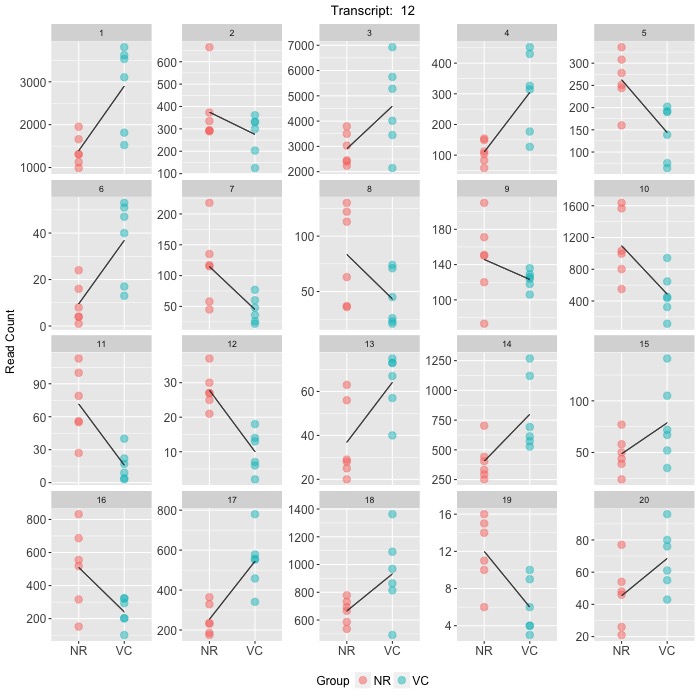 Transcript: 12
1 2 3 4 5
3000 2000 1000
600 500 400 300 200 100
7000 6000 5000 4000 3000 2000
400 300 200 100
300 250 200 150 100
6 7 8 9 10
40 20 0
200 150 100 50
100 50
180 140 100
1600 1200 800 400
Read Count
11 12 13 14 15
90 60 30 0
30 20 10
60 40 20
1250 1000 750 500 250
100 50
16 17 18 19 20
800 600 400 200
800 600 400 200
1400 1200 1000 800 600
16 12 8 4
80 60 40 20
NR VC NR VC NR VC NR VC NR VC
Group NR VC